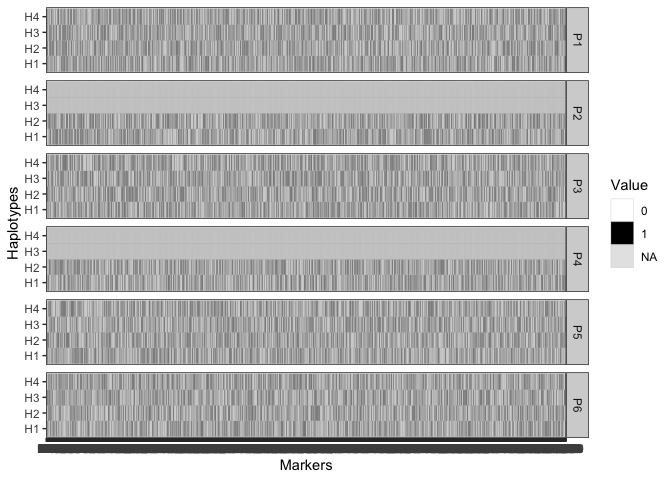 H4
H3
H2
H1
P1
H4
H3
H2
H1
P2
H4
H3
H2
H1
P3
H4
H3
H2
H1
P4
H4
H3
H2
H1
P5
H4
H3
H2
H1
P6
Haplotypes
Markers
Value
0
1
NA